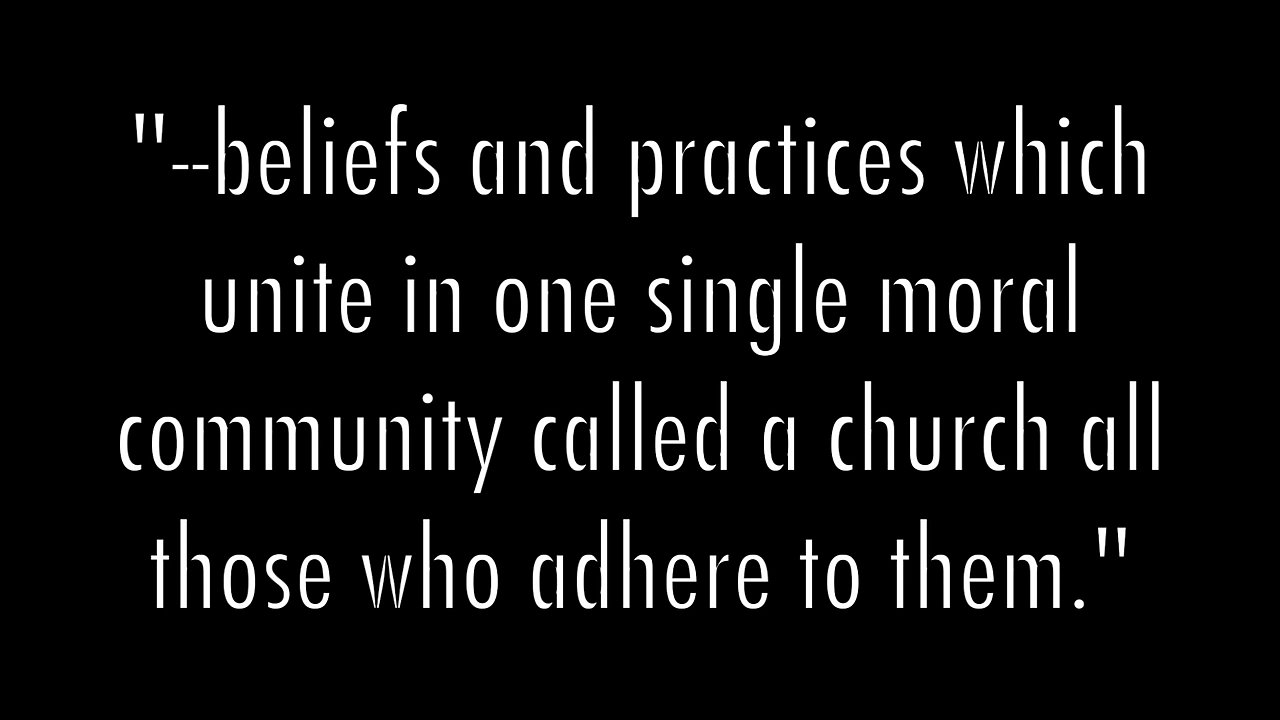 "--beliefs and practices which
unite in one single moral
community called a church all
those who adhere to them."